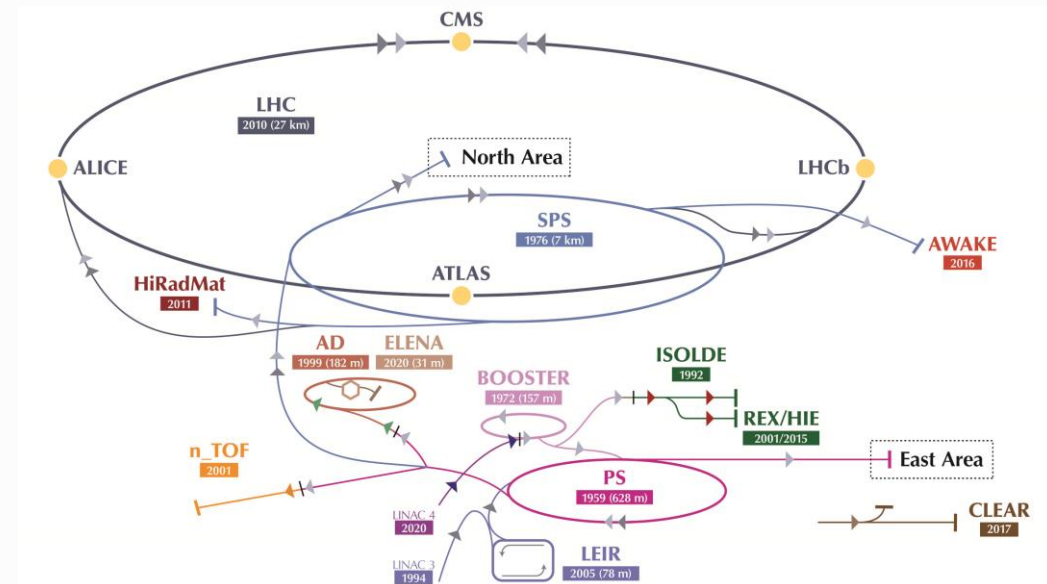 CMS
LHC
2010 (27 km)
North Area
ALICE
LHCb
SPS
1976 (7 km)
AWAKE
2016
ATLAS
HiRadMat
2011
AD
1999 (182 m)
ELENA
2020 (31 m)
ISOLDE
1992
BOOSTER
1972 (157 m)
REX/HIE
2001/2015
n_TOF
2001
East Area
PS
1959 (628 m)
LINAC 4
2020
CLEAR
2017
LINAC 3
1994
LEIR
2005 (78 m)